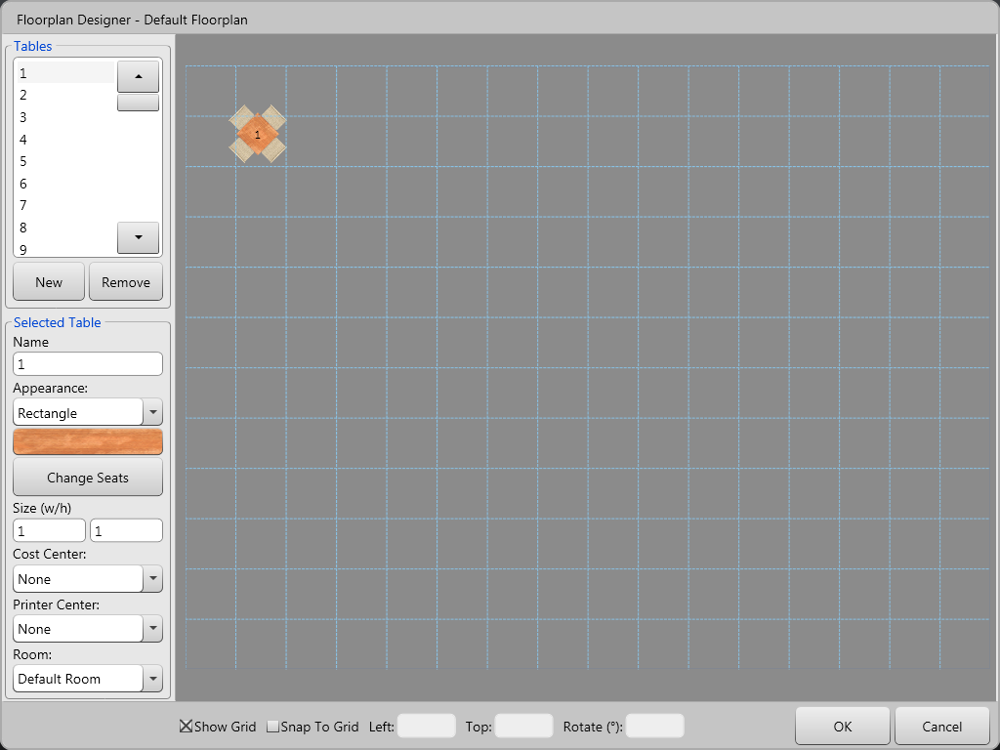 Floorplan Designer - Default Floorplan
Tables
1
2
3
4
5
6
7
8
9
New Remove
Selected Table
Name
1
Appearance:
Rectangle
Change Seats
Size (w/h)
1 1
Cost Center:
None
Printer Center:
None
Room:
Default Room
1
Show Grid Snap To Grid Left: Top: Rotate (°): OK Cancel